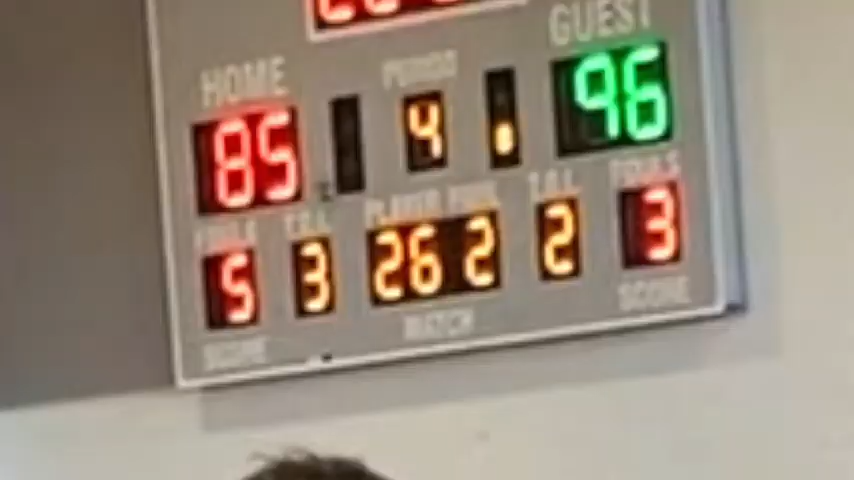 GUEST
HOME PERIOD
85 4 96
FOULS T.O.L. PLAYER FOUL T.O.L. FOULS
5 3 26 2 2 3
SCORE MATCH SCORE